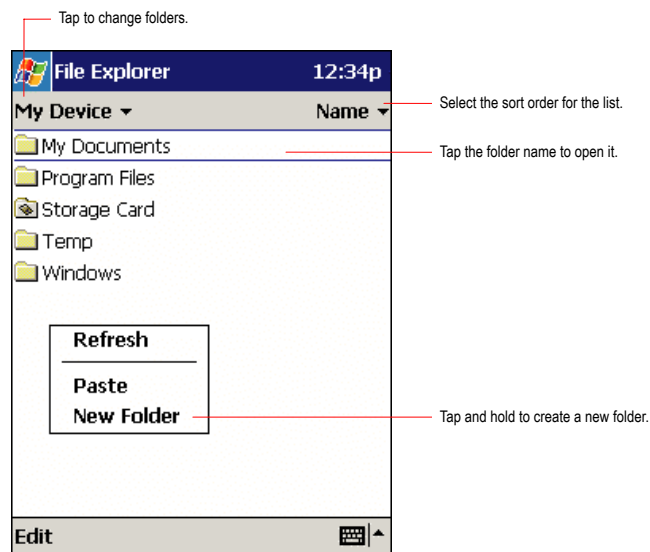 Tap to change folders.
File Explorer 12:34p
My Device Name
Select the sort order for the list.
My Documents
Tap the folder name to open it.
Program Files
Storage Card
Temp
Windows
Refresh
Paste
New Folder
Tap and hold to create a new folder.
Edit